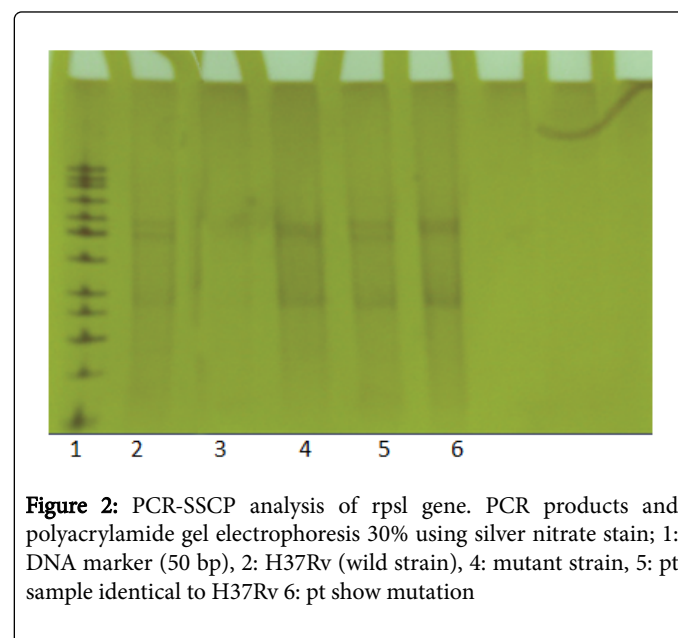 1 2 3 4 5 6
Figure 2: PCR-SSCP analysis of rpsl gene. PCR products and
polyacrylamide gel electrophoresis 30% using silver nitrate stain; 1:
DNA marker (50 bp), 2: H37Rv (wild strain), 4: mutant strain, 5: pt
sample identical to H37Rv 6: pt show mutation